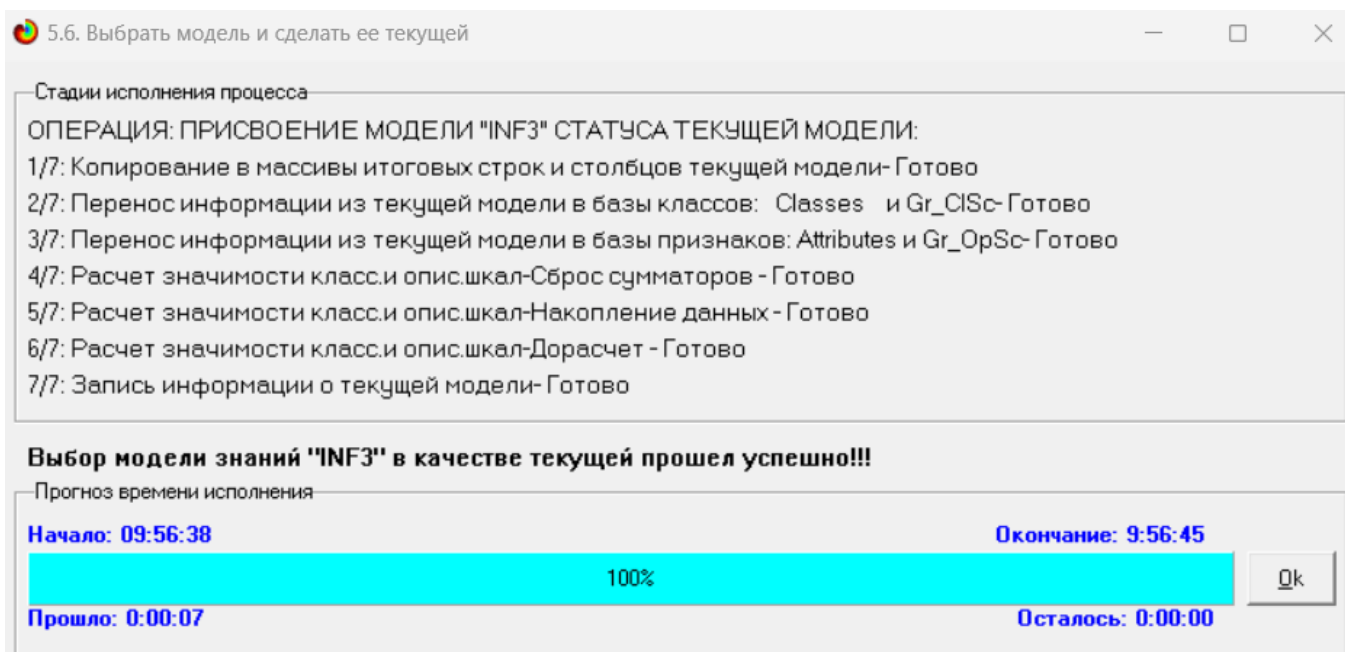 5.6. Выбрать модель и сделать ее текущей
Стадии исполнения процесса
ОПЕРАЦИЯ: ПРИСВОЕНИЕ МОДЕЛИ "INF3" СТАТУСА ТЕКУЩЕЙ МОДЕЛИ:
1/7: Копирование в массивы итоговых строк и столбцов текущей модели- Готово
2/7: Перенос информации из текущей модели в базы классов: Classes и Gr_ClSc- Готово
3/7: Перенос информации из текущей модели в базы признаков: Attributes и Gr_OpSc- Готово
4/7: Расчет значимости класс.и опис.шкал-Сброс сумматоров - Готово
5/7: Расчет значимости класс.и опис.шкал-Накопление данных - Готово
6/7: Расчет значимости класс.и опис.шкал-Дорасчет - Готово
7/7: Запись информации о текущей модели- Готово
Выбор модели знаний "INF3" в качестве текущей прошел успешно!!!
Прогноз времени исполнения
Начало: 09:56:38 Окончание: 9:56:45
100% Ok
Прошло: 0:00:07 Осталось: 0:00:00